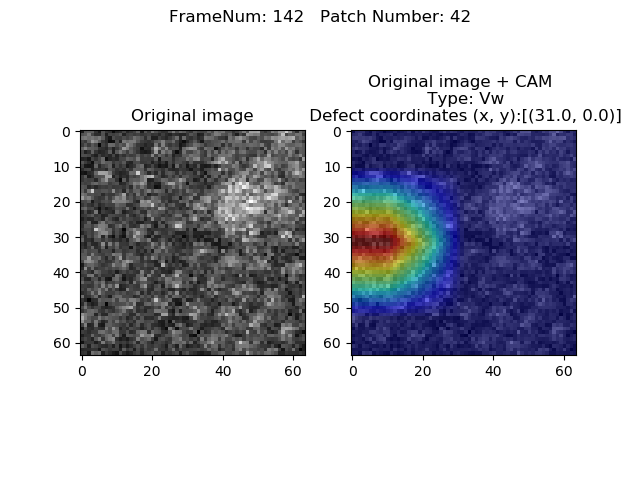 FrameNum: 142   Patch Number: 42
Original image
0
10
20
30
40
50
60
0 20 40 60
Original image + CAM
Type: Vw
Defect coordinates (x, y):[(31.0, 0.0)]
0
10
20
30
40
50
60
0 20 40 60